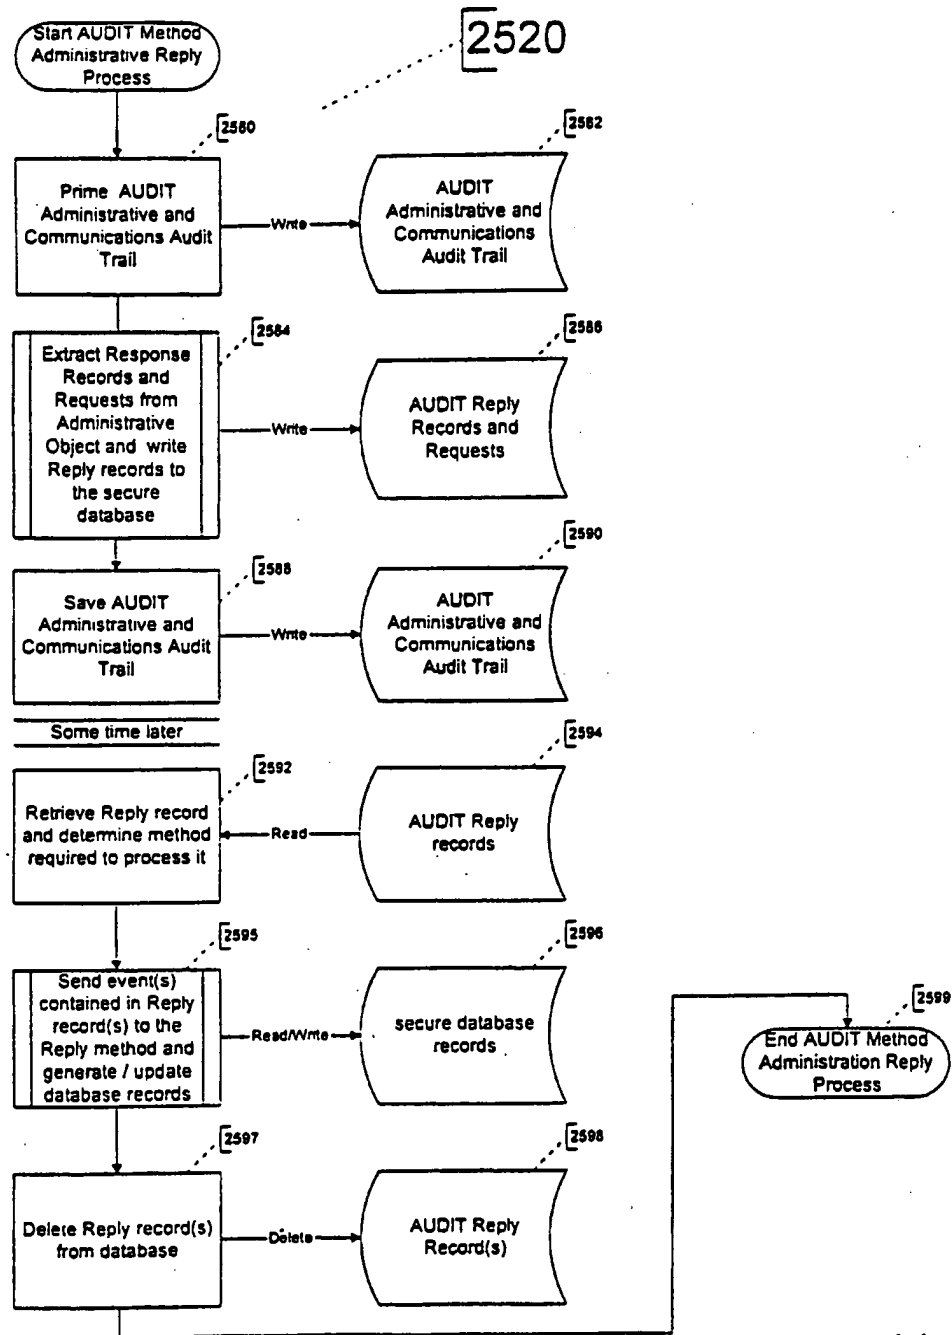 Start AUDIT Method
Administrative Reply
Process
2520
2580
Prime AUDIT
Administrative and
Communications Audit
Trail
Write
2582
AUDIT
Administrative and
Communications
Audit Trail
2584
Extract Response
Records and
Requests from
Administrative
Object and write
Reply records to
the secure
database
Write
2586
AUDIT Reply
Records and
Requests
2588
Save AUDIT
Administrative and
Communications Audit
Trail
Write
2590
AUDIT
Administrative and
Communications
Audit Trail
Some time later
2592
Retrieve Reply record
and determine method
required to process it
Read
2594
AUDIT Reply
records
2595
Send event(s)
contained in Reply
record(s) to the
Reply method and
generate / update
database records
Read/Write
2596
secure database
records
2597
Delete Reply record(s)
from database
Delete
2598
AUDIT Reply
Record(s)
2599
End AUDIT Method
Administration Reply
Process